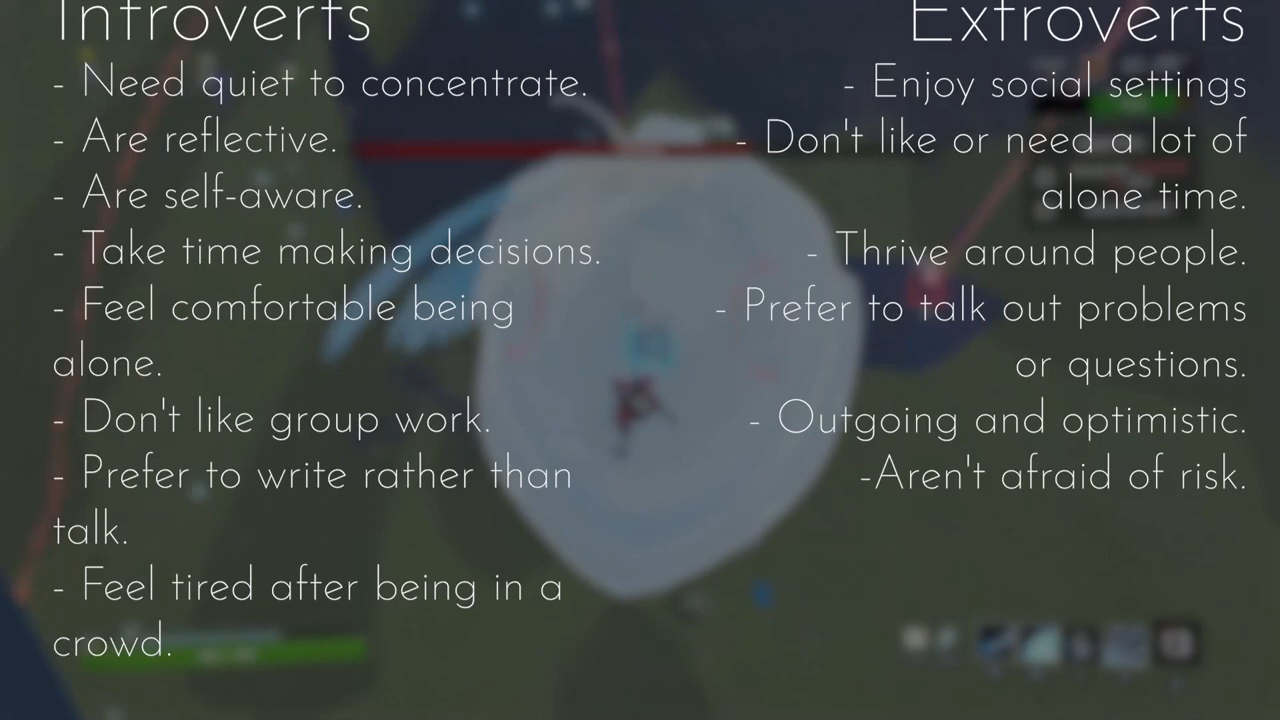 Introverts
- Need quiet to concentrate.
- Are reflective.
- Are self-aware.
- Take time making decisions.
- Feel comfortable being
alone.
- Don't like group work.
- Prefer to write rather than
talk.
- Feel tired after being in a
crowd.
Extroverts
- Enjoy social settings
- Don't like or need a lot of
alone time.
- Thrive around people.
- Prefer to talk out problems
or questions.
- Outgoing and optimistic.
-Aren't afraid of risk.